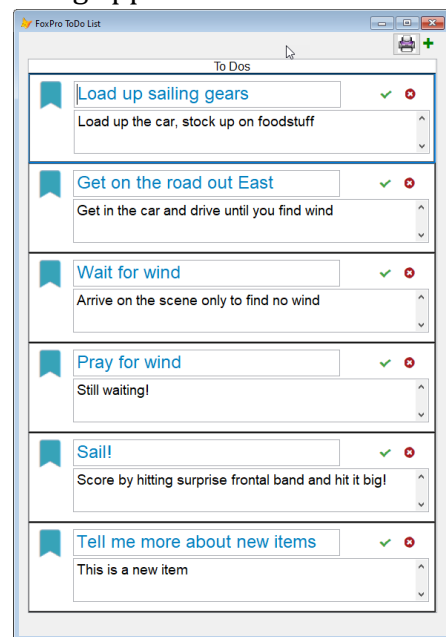 FoxPro ToDo List
To Dos
Load up sailing gears
Load up the car, stock up on foodstuff
Get on the road out East
Get in the car and drive until you find wind
Wait for wind
Arrive on the scene only to find no wind
Pray for wind
Still waiting!
Sail!
Score by hitting surprise frontal band and hit it big!
Tell me more about new items
This is a new item